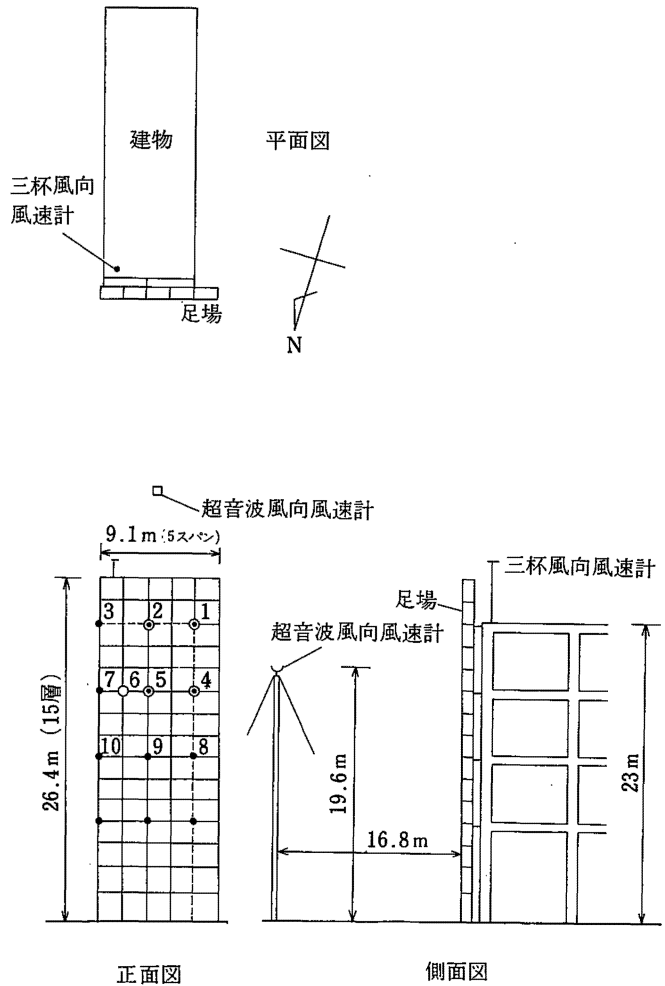 建物
平面図
三杯風向
風速計
足場
N
超音波風向風速計
9.1m(5スパン)
三杯風向風速計
足場
超音波風向風速計
3
2
1
7
6
5
4
10
9
8
26.4m (15層)
19.6m
16.8m
23m
正面図
側面図